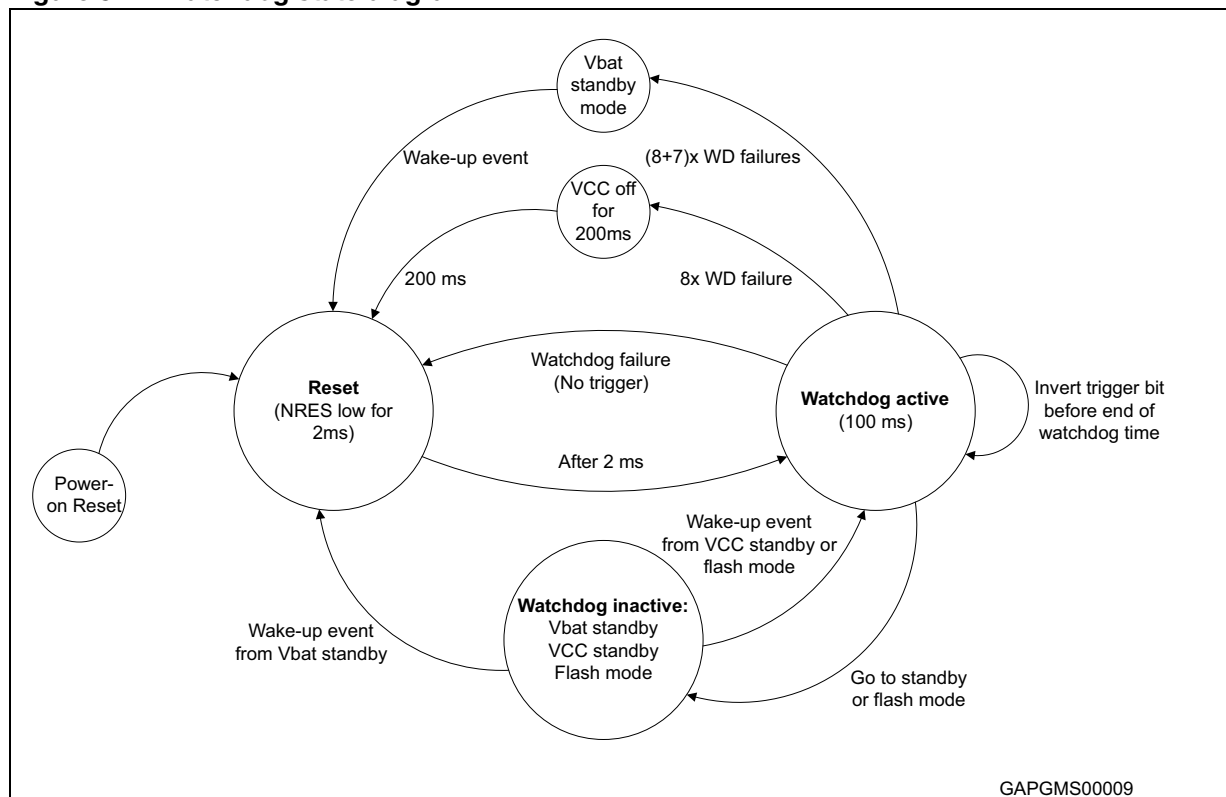 Vbat
standby
mode
Wake-up event
(8+7)x WD failures
VCC off
for
200ms
200 ms
8x WD failure
Watchdog failure
(No trigger)
Reset
(NRES low for
2ms)
Watchdog active
(100 ms)
Invert trigger bit
before end of
watchdog time
After 2 ms
Power-
on Reset
Wake-up event
from VCC standby or
flash mode
Watchdog inactive:
Vbat standby
VCC standby
Flash mode
Wake-up event
from Vbat standby
Go to standby
or flash mode
GAPGMS00009